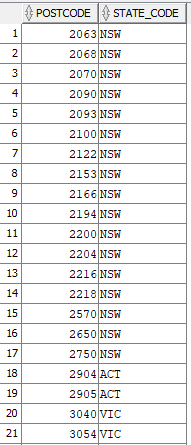 POSTCODE STATE_CODE
1 2063 NSW
2 2068 NSW
3 2070 NSW
4 2090 NSW
5 2093 NSW
6 2100 NSW
7 2122 NSW
8 2153 NSW
9 2166 NSW
10 2194 NSW
11 2200 NSW
12 2204 NSW
13 2216 NSW
14 2218 NSW
15 2570 NSW
16 2650 NSW
17 2750 NSW
18 2904 ACT
19 2905 ACT
20 3040 VIC
21 3054 VIC